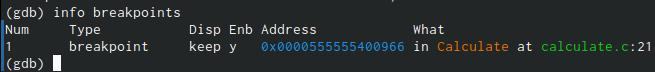 (gdb) info breakpoints
Num     Type           Disp Enb Address            What
1       breakpoint     keep y   0x0000555555400966 in Calculate at calculate.c:21
(gdb)